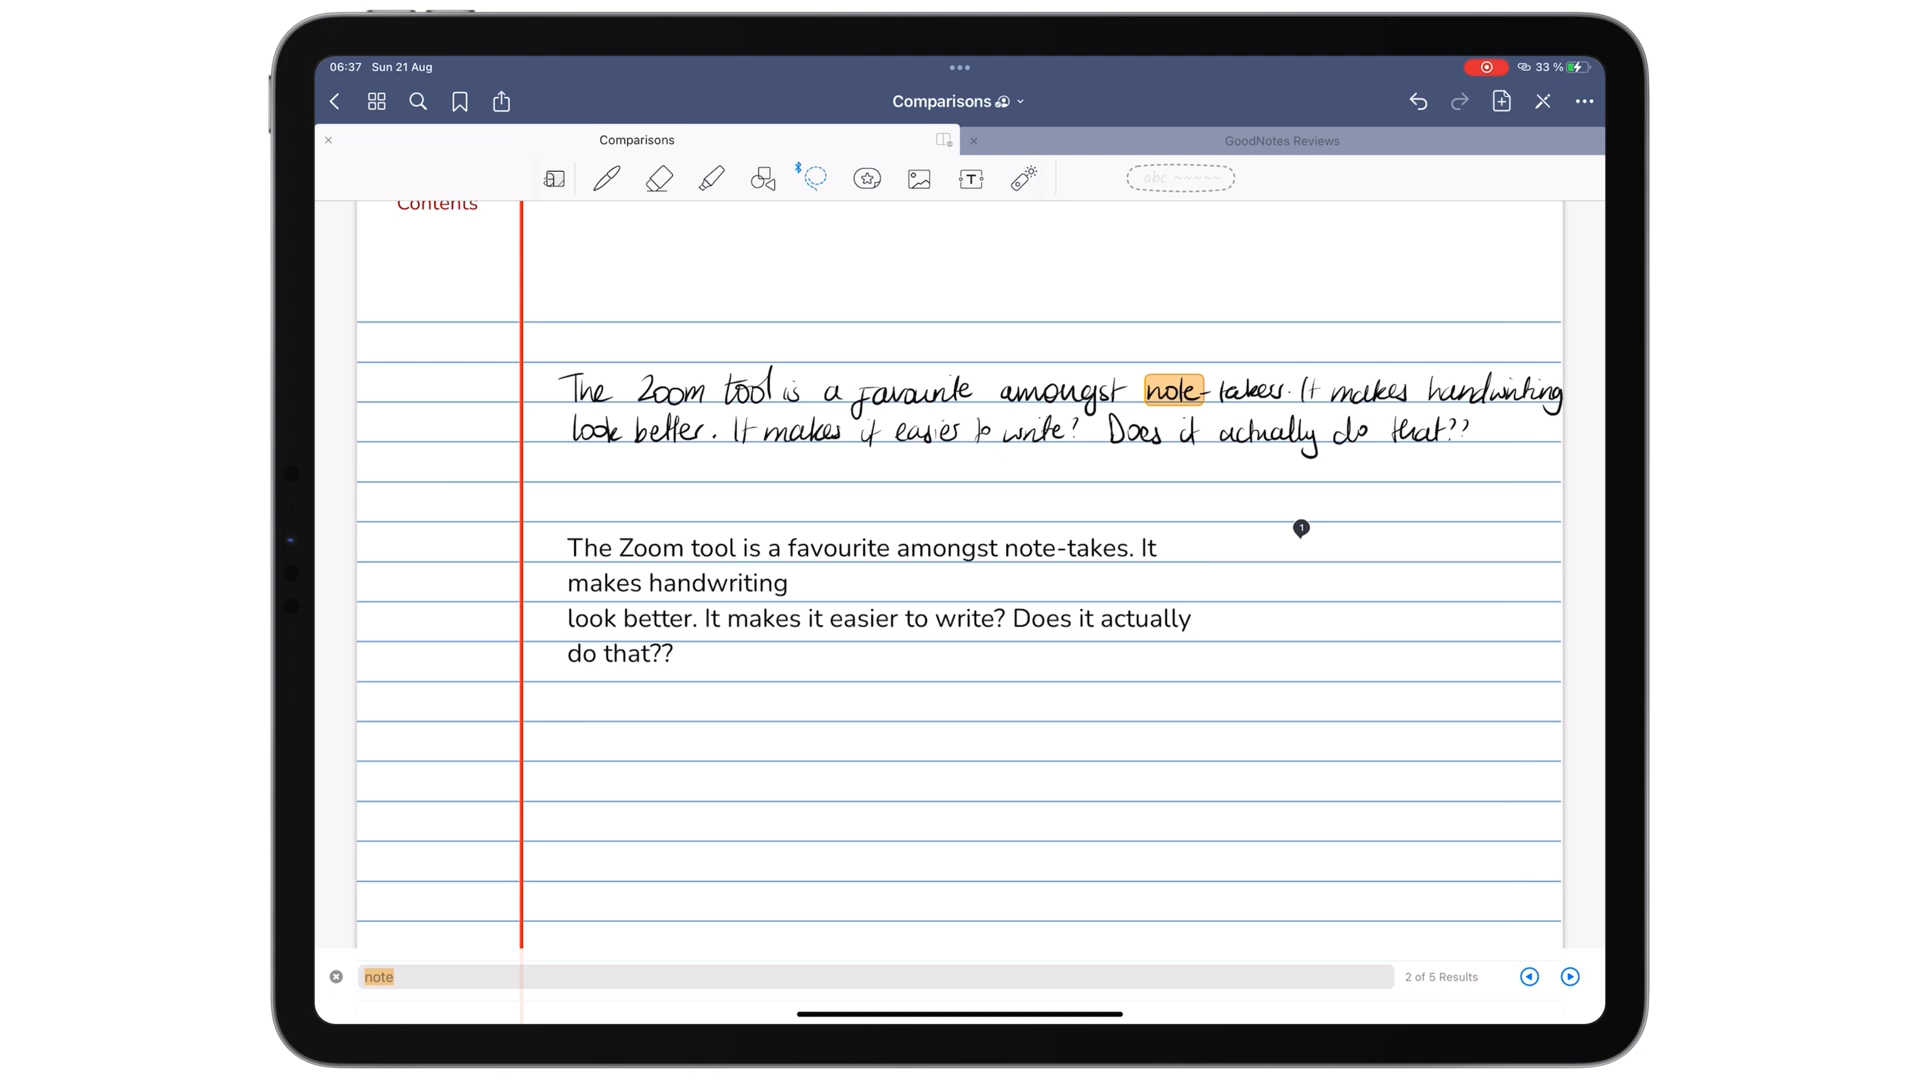 06:37 Sun 21 Aug
33 %
Comparisons
Comparisons
GoodNotes Reviews
abc
Contents
The Zoom tool is a favourite amongst note-takes. It makes handwriting
look better. It makes it easier to write? Does it actually do that??
1
The Zoom tool is a favourite amongst note-takes. It
makes handwriting
look better. It makes it easier to write? Does it actually
do that??
note
2 of 5 Results